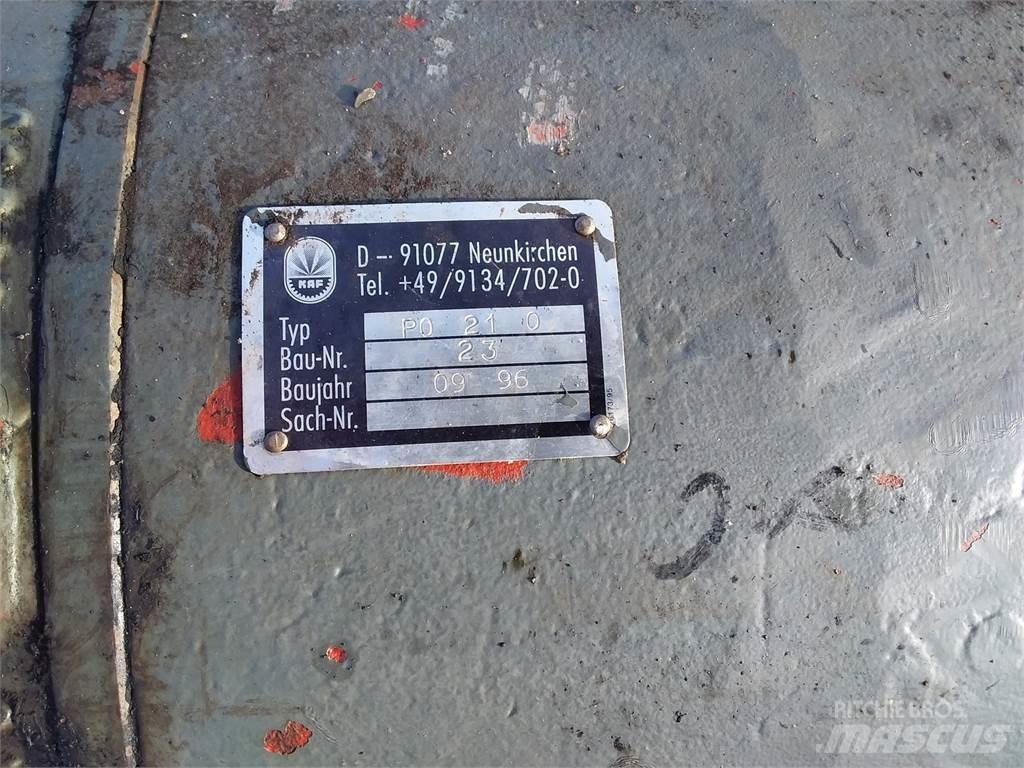 KAF
D - 91077 Neunkirchen
Tel. +49/9134/702-0
Typ PO 21 0
Bau-Nr. 23
Baujahr 09 96
Sach-Nr.
RITCHIE BROS.
MASCUS